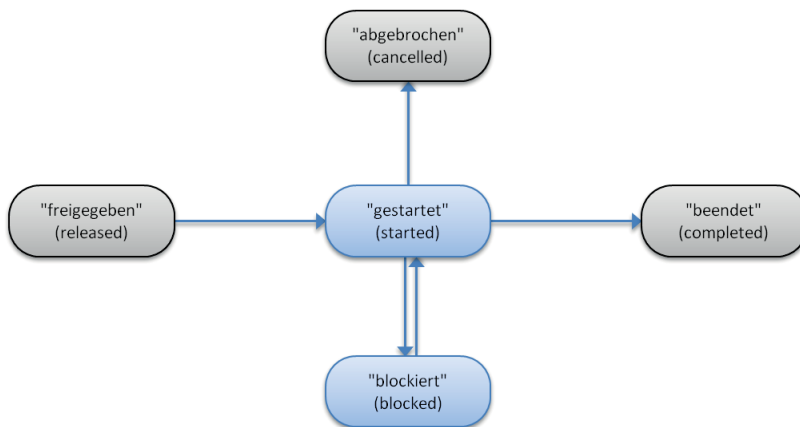 "abgebrochen"
(cancelled)
"freigegeben"
(released)
"gestartet"
(started)
"beendet"
(completed)
"blockiert"
(blocked)